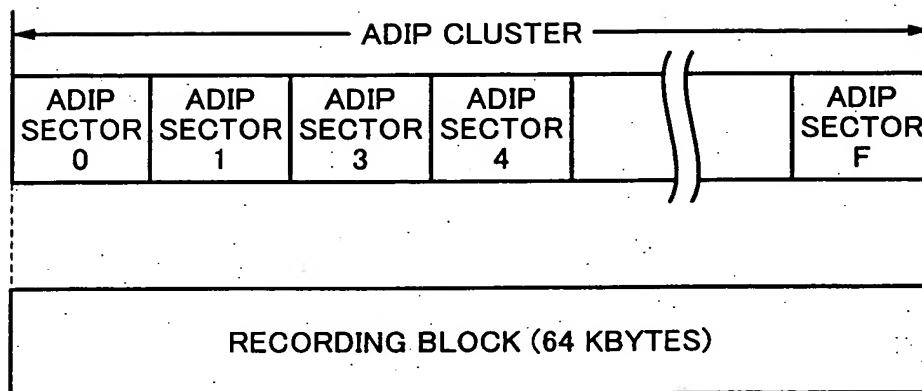 ADIP CLUSTER
ADIP SECTOR 0
ADIP SECTOR 1
ADIP SECTOR 3
ADIP SECTOR 4
ADIP SECTOR F
RECORDING BLOCK (64 KBYTES)